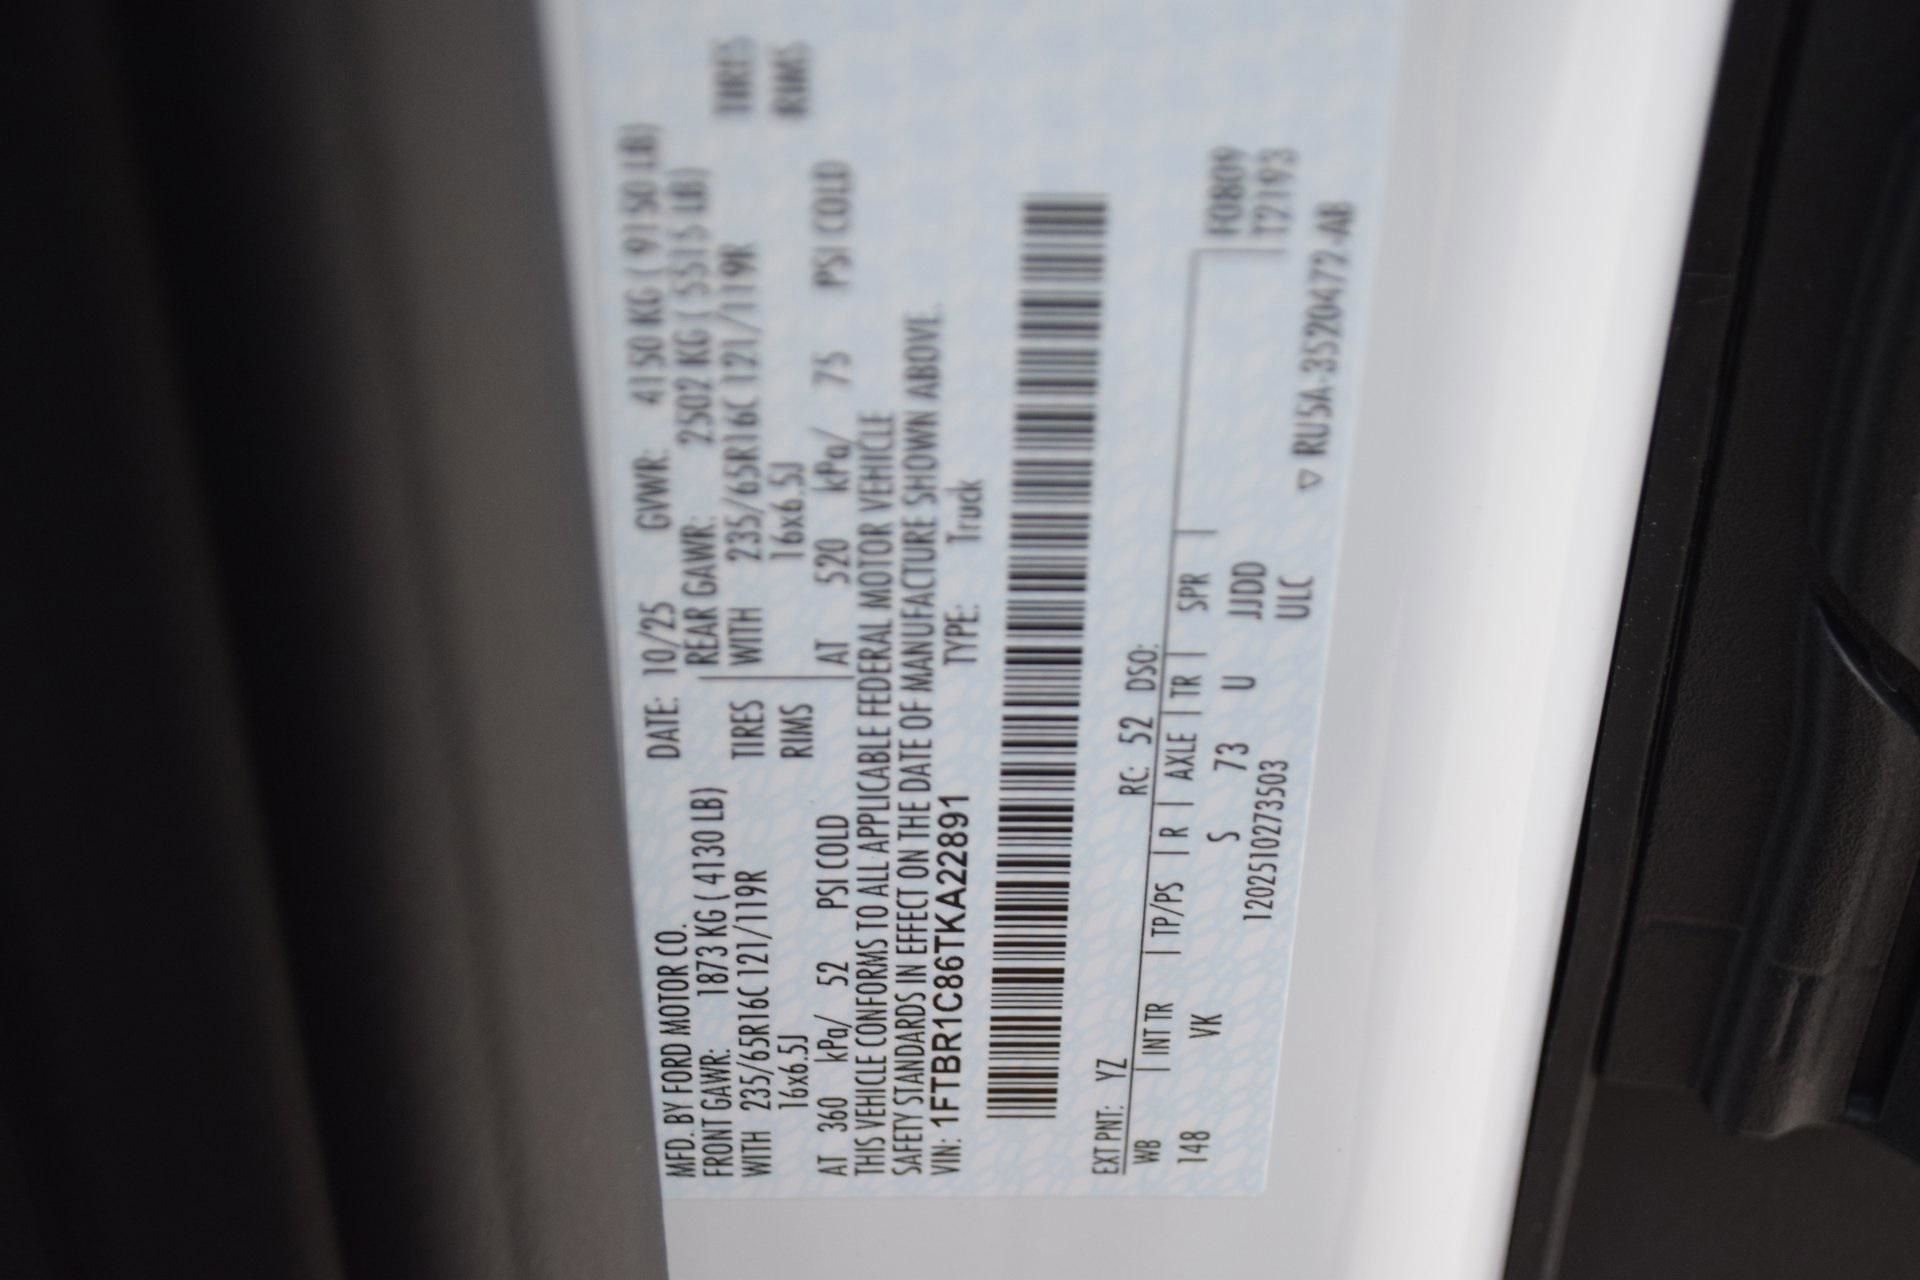 MFD. BY FORD MOTOR CO. DATE: 10/25 GVWR: 4150 KG ( 9150 LB)
FRONT GAWR: 1873 KG ( 4130 LB) REAR GAWR: 2502 KG ( 5515 LB)
WITH 235/65R16C 121/119R TIRES WITH 235/65R16C 121/119R TIRES
16x6.5J RIMS 16x6.5J RIMS
AT 360 kPa/ 52 PSI COLD AT 520 kPa/ 75 PSI COLD
THIS VEHICLE CONFORMS TO ALL APPLICABLE FEDERAL MOTOR VEHICLE
SAFETY STANDARDS IN EFFECT ON THE DATE OF MANUFACTURE SHOWN ABOVE.
VIN: 1FTBR1C86TKA22891 TYPE: Truck
EXT PNT: YZ RC: 52 DSO:
WB | INT TR | TP/PS | R | AXLE | TR | SPR | F0809
148 VK S 73 U JJDD T2193
1202510273503 ULC
▽ RU5A-3520472-AB